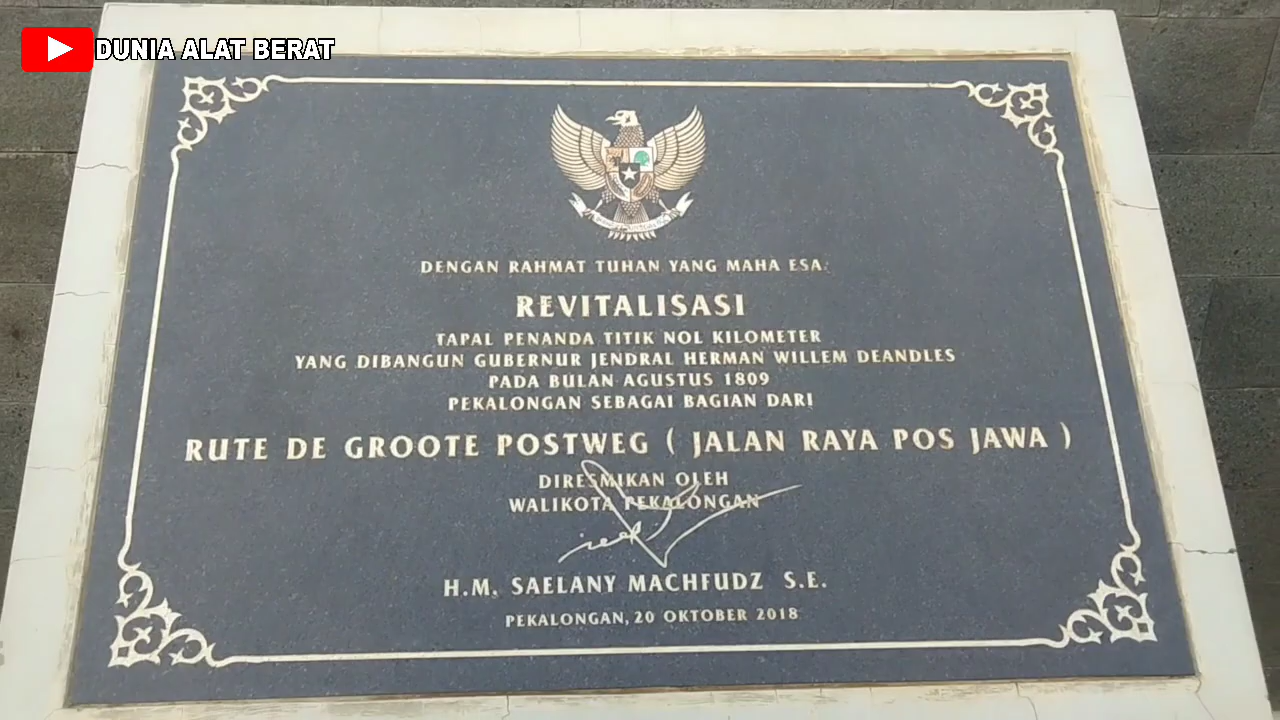 DUNIA ALAT BERAT
DENGAN RAHMAT TUHAN YANG MAHA ESA
REVITALISASI
TAPAL PENANDA TITIK NOL KILOMETER
YANG DIBANGUN GUBERNUR JENDRAL HERMAN WILLEM DEANDLES
PADA BULAN AGUSTUS 1809
PEKALONGAN SEBAGAI BAGIAN DARI
RUTE DE GROOTE POSTWEG ( JALAN RAYA POS JAWA )
DIRESMIKAN OLEH
WALIKOTA PEKALONGAN
H.M. SAELANY MACHFUDZ S.E.
PEKALONGAN, 20 OKTOBER 2018